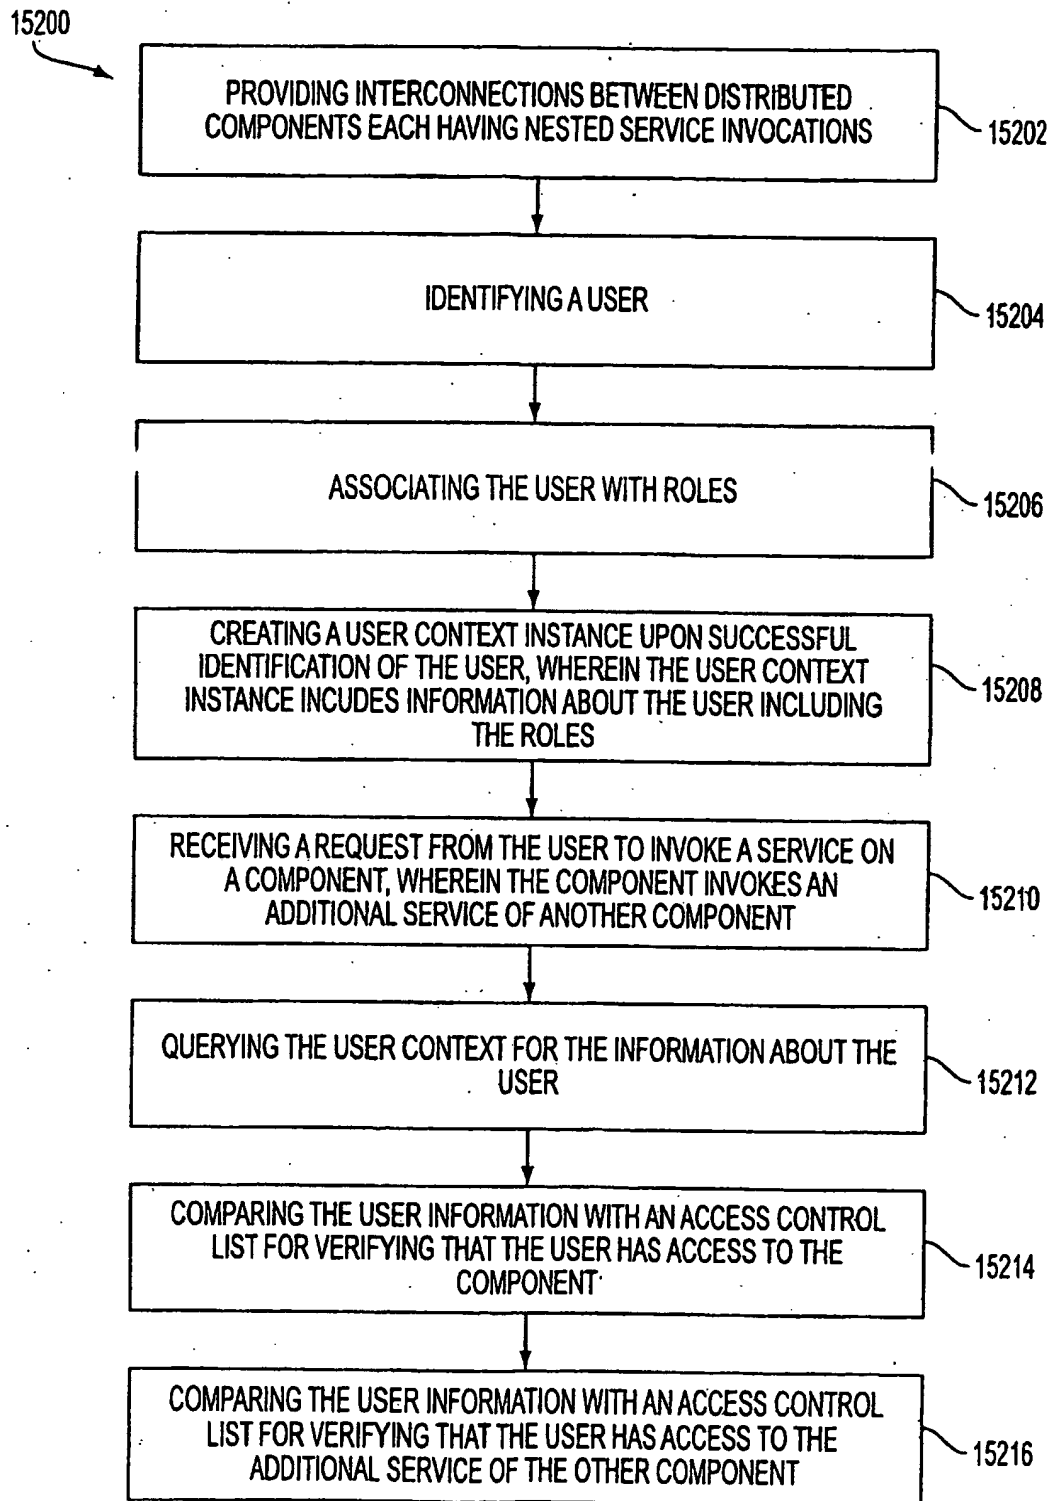 15200
PROVIDING INTERCONNECTIONS BETWEEN DISTRIBUTED
COMPONENTS EACH HAVING NESTED SERVICE INVOCATIONS
15202
IDENTIFYING A USER
15204
ASSOCIATING THE USER WITH ROLES
15206
CREATING A USER CONTEXT INSTANCE UPON SUCCESSFUL
IDENTIFICATION OF THE USER, WHEREIN THE USER CONTEXT
INSTANCE INCUDES INFORMATION ABOUT THE USER INCLUDING
THE ROLES
15208
RECEIVING A REQUEST FROM THE USER TO INVOKE A SERVICE ON
A COMPONENT, WHEREIN THE COMPONENT INVOKES AN
ADDITIONAL SERVICE OF ANOTHER COMPONENT
15210
QUERYING THE USER CONTEXT FOR THE INFORMATION ABOUT THE
USER
15212
COMPARING THE USER INFORMATION WITH AN ACCESS CONTROL
LIST FOR VERIFYING THAT THE USER HAS ACCESS TO THE
COMPONENT
15214
COMPARING THE USER INFORMATION WITH AN ACCESS CONTROL
LIST FOR VERIFYING THAT THE USER HAS ACCESS TO THE
ADDITIONAL SERVICE OF THE OTHER COMPONENT
15216